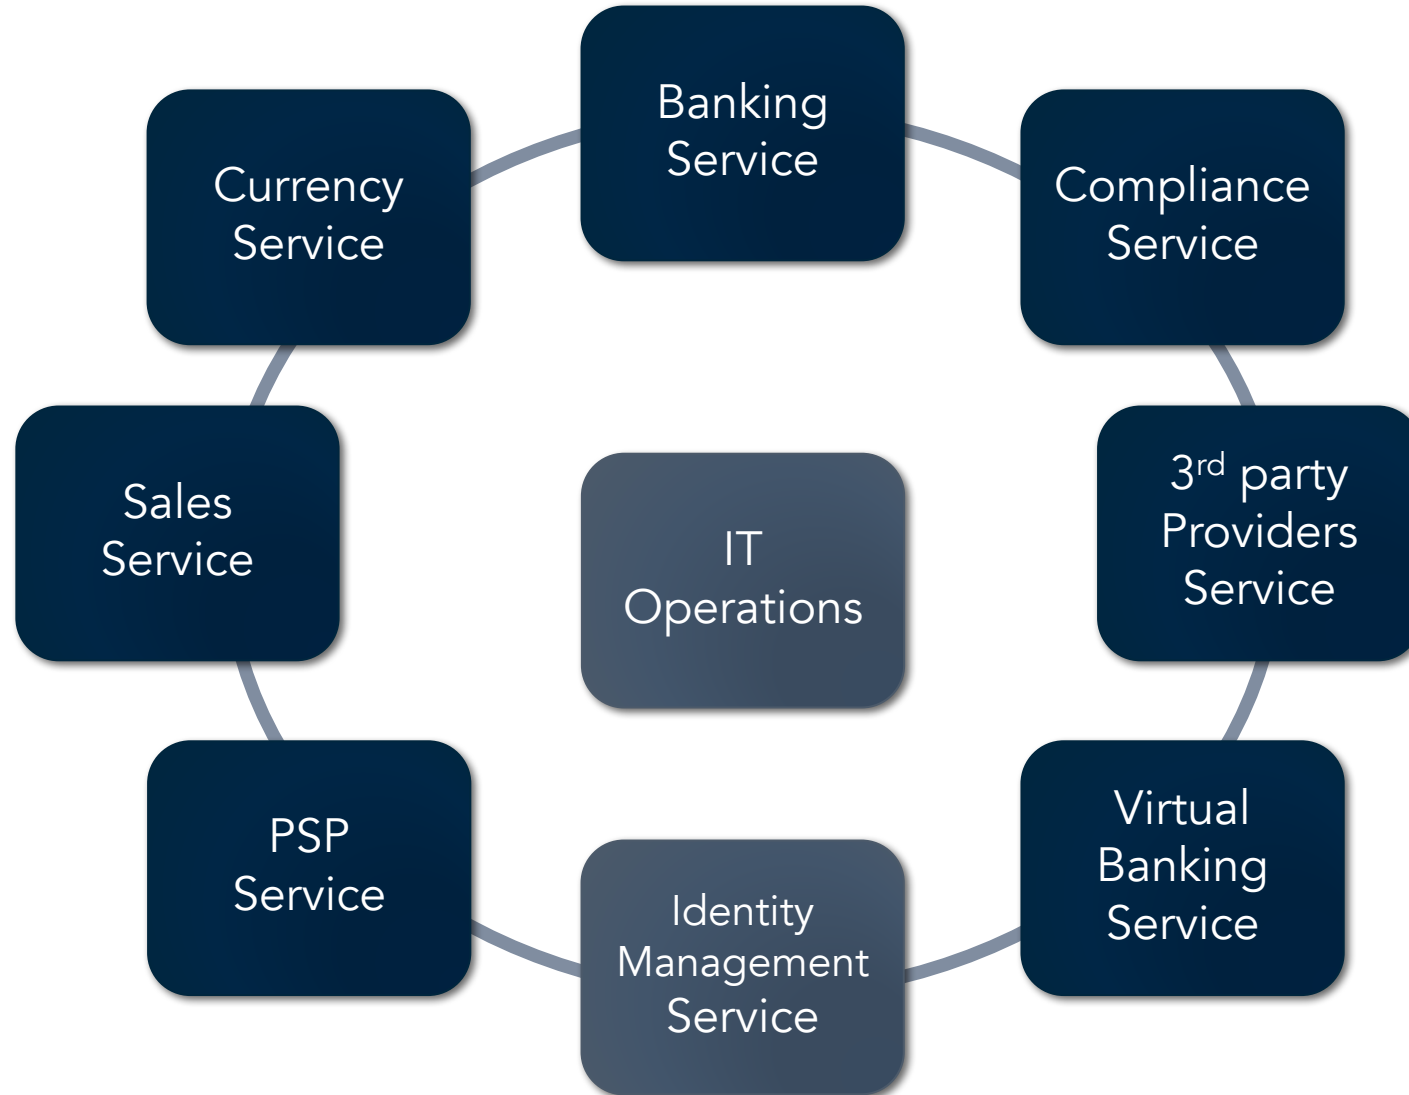 Banking
Service
Currency
Service
Compliance
Service
Sales
Service
IT
Operations
3rd party
Providers
Service
PSP
Service
Identity
Management
Service
Virtual
Banking
Service